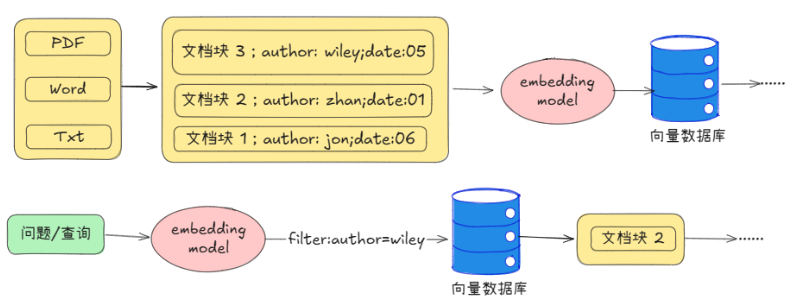 PDF
Word
Txt
文档块 3 ; author: wiley;date:05
文档块 2 ; author: zhan;date:01
文档块 1 ; author: jon;date:06
embedding
model
向量数据库
......
问题/查询
embedding
model
filter:author=wiley
向量数据库
文档块 2
......